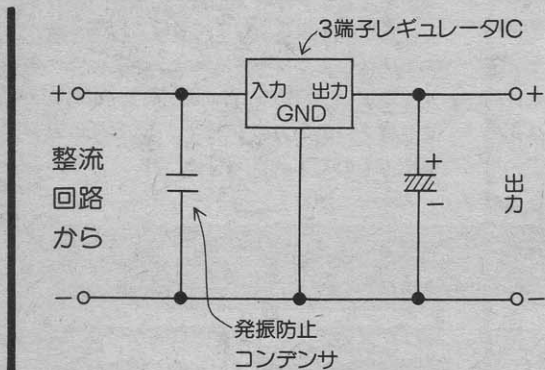 3端子レギュレータIC
+
入力 出力
+
GND
整流
回路
から
+
−
出力
−
−
発振防止
コンデンサ